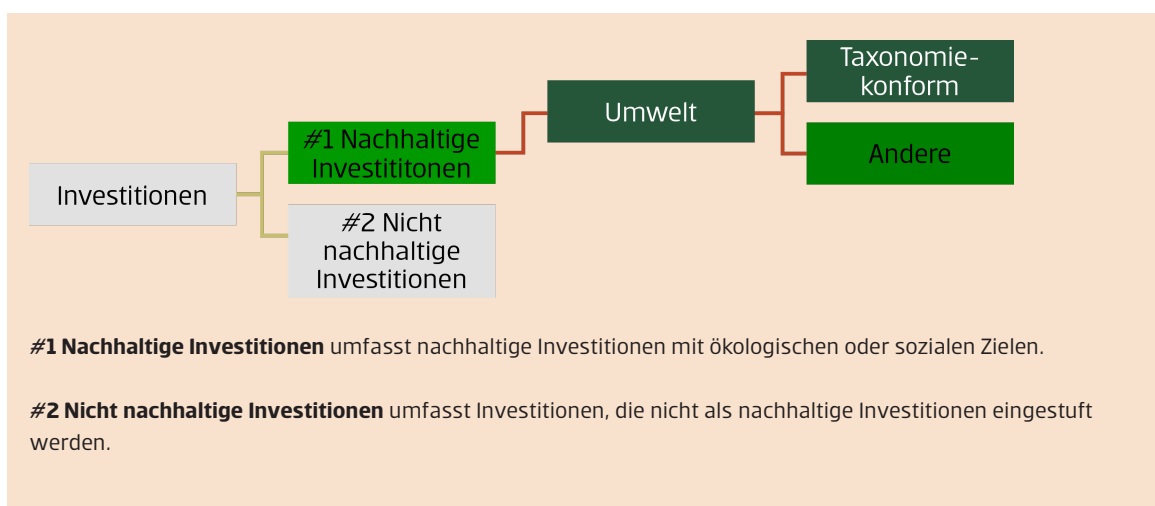 Taxonomie-
konform
Umwelt
Andere
#1 Nachhaltige
Investititonen
Investitionen
#2 Nicht
nachhaltige
Investitionen
#1 Nachhaltige Investitionen umfasst nachhaltige Investitionen mit ökologischen oder sozialen Zielen.
#2 Nicht nachhaltige Investitionen umfasst Investitionen, die nicht als nachhaltige Investitionen eingestuft
werden.